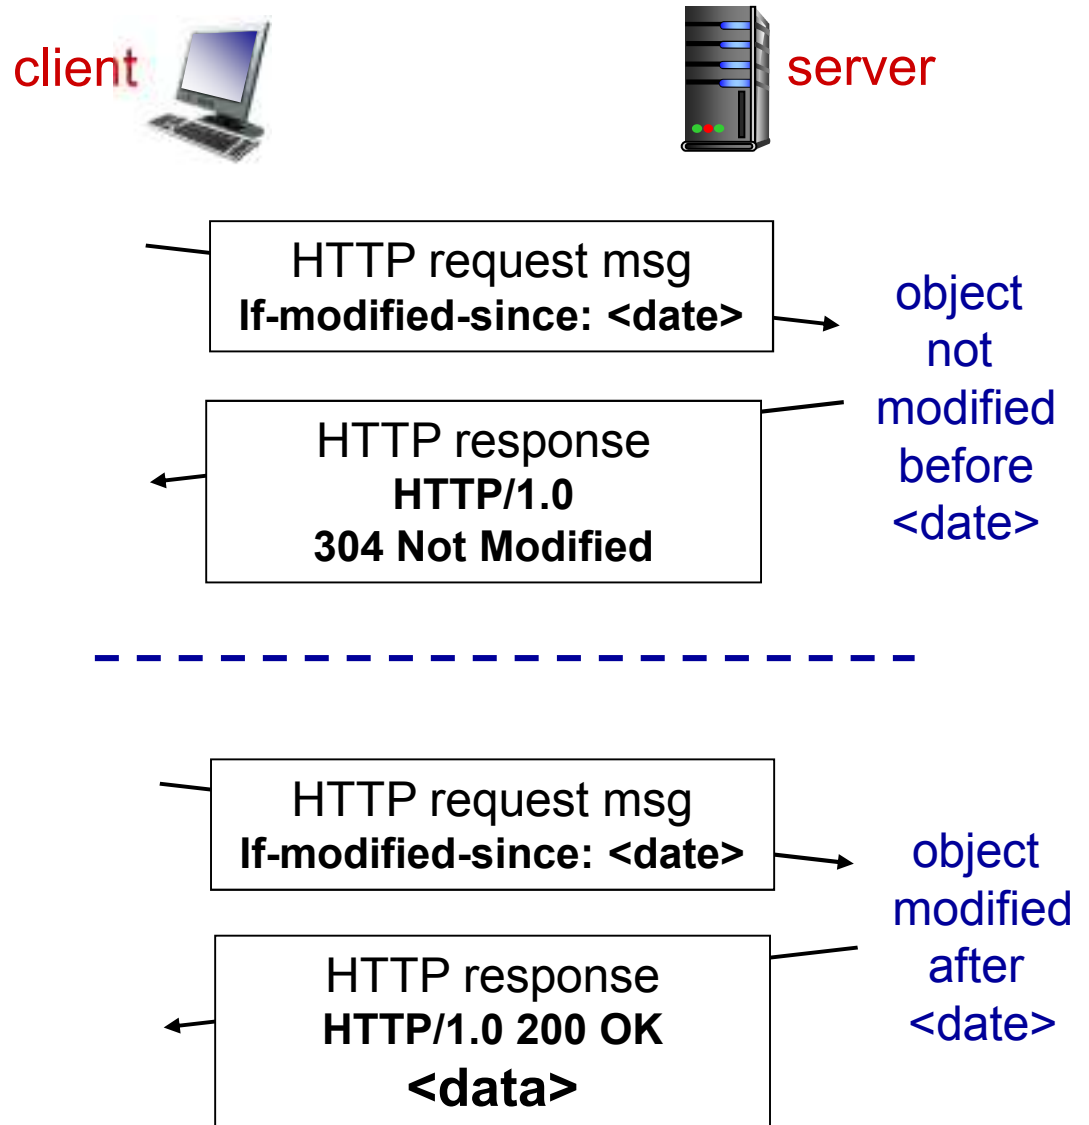 client
server
HTTP request msg
If-modified-since: <date>
object
not
modified
before
<date>
HTTP response
HTTP/1.0
304 Not Modified
HTTP request msg
If-modified-since: <date>
object
modified
after
<date>
HTTP response
HTTP/1.0 200 OK
<data>